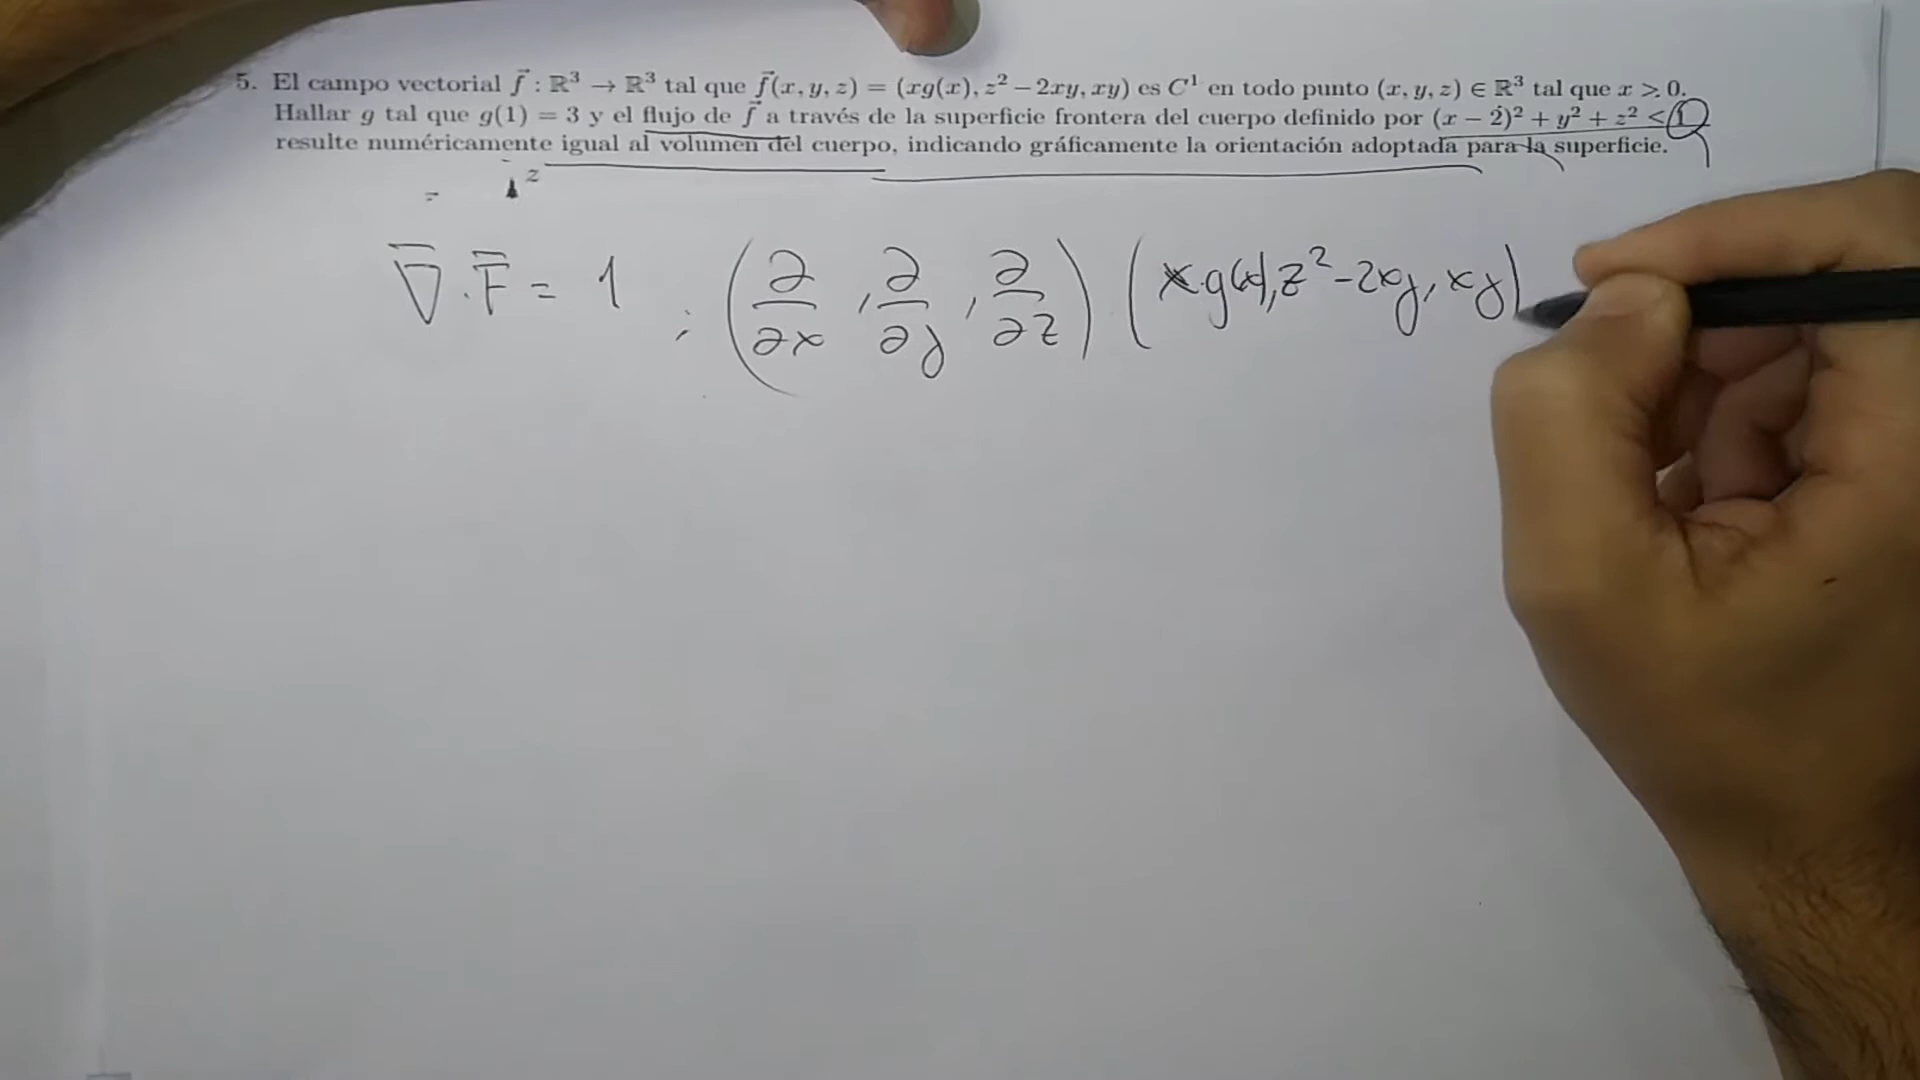 5. El campo vectorial f⃗ : ℝ³ → ℝ³ tal que f⃗(x, y, z) = (xg(x), z² − 2xy, xy) es C¹ en todo punto (x, y, z) ∈ ℝ³ tal que x > 0.
Hallar g tal que g(1) = 3 y el flujo de f⃗ a través de la superficie frontera del cuerpo definido por (x − 2)² + y² + z² < 1
resulte numéricamente igual al volumen del cuerpo, indicando gráficamente la orientación adoptada para la superficie.
z
∇̅ · F̅ = 1 ; (∂/∂x , ∂/∂y , ∂/∂z) (x.g(x), z² − 2xy, xy)